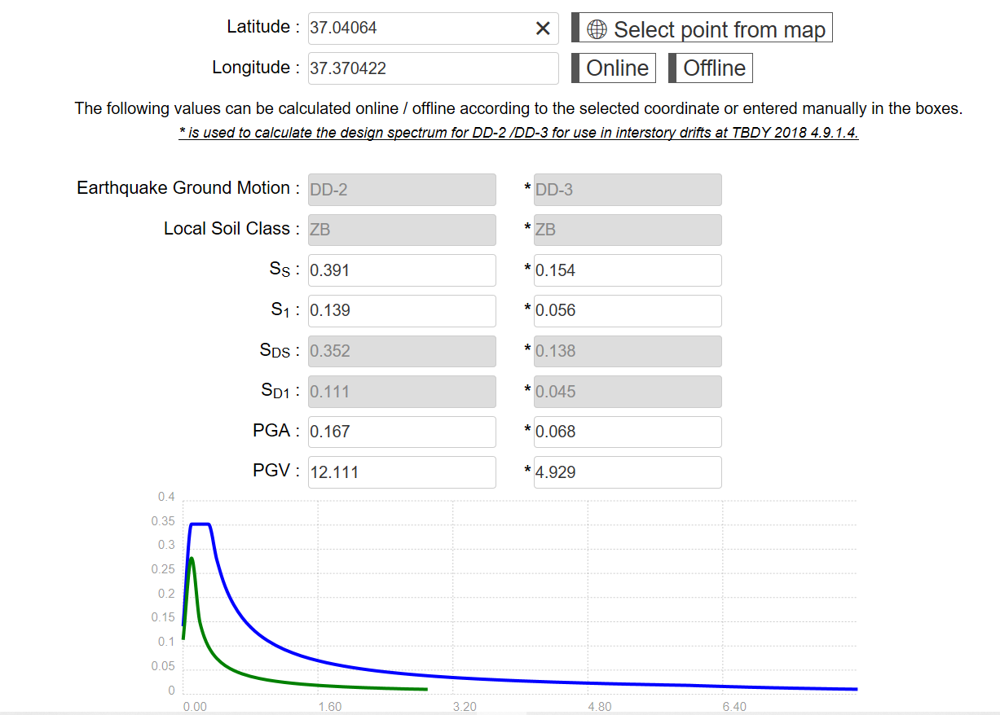 Latitude : 37.04064 ✕ Select point from map
Longitude : 37.370422 Online Offline
The following values can be calculated online / offline according to the selected coordinate or entered manually in the boxes.
* is used to calculate the design spectrum for DD-2 /DD-3 for use in interstory drifts at TBDY 2018 4.9.1.4.
Earthquake Ground Motion : DD-2 * DD-3
Local Soil Class : ZB * ZB
SS : 0.391 * 0.154
S1 : 0.139 * 0.056
SDS : 0.352 * 0.138
SD1 : 0.111 * 0.045
PGA : 0.167 * 0.068
PGV : 12.111 * 4.929
0.4
0.35
0.3
0.25
0.2
0.15
0.1
0.05
0
0.00 1.60 3.20 4.80 6.40